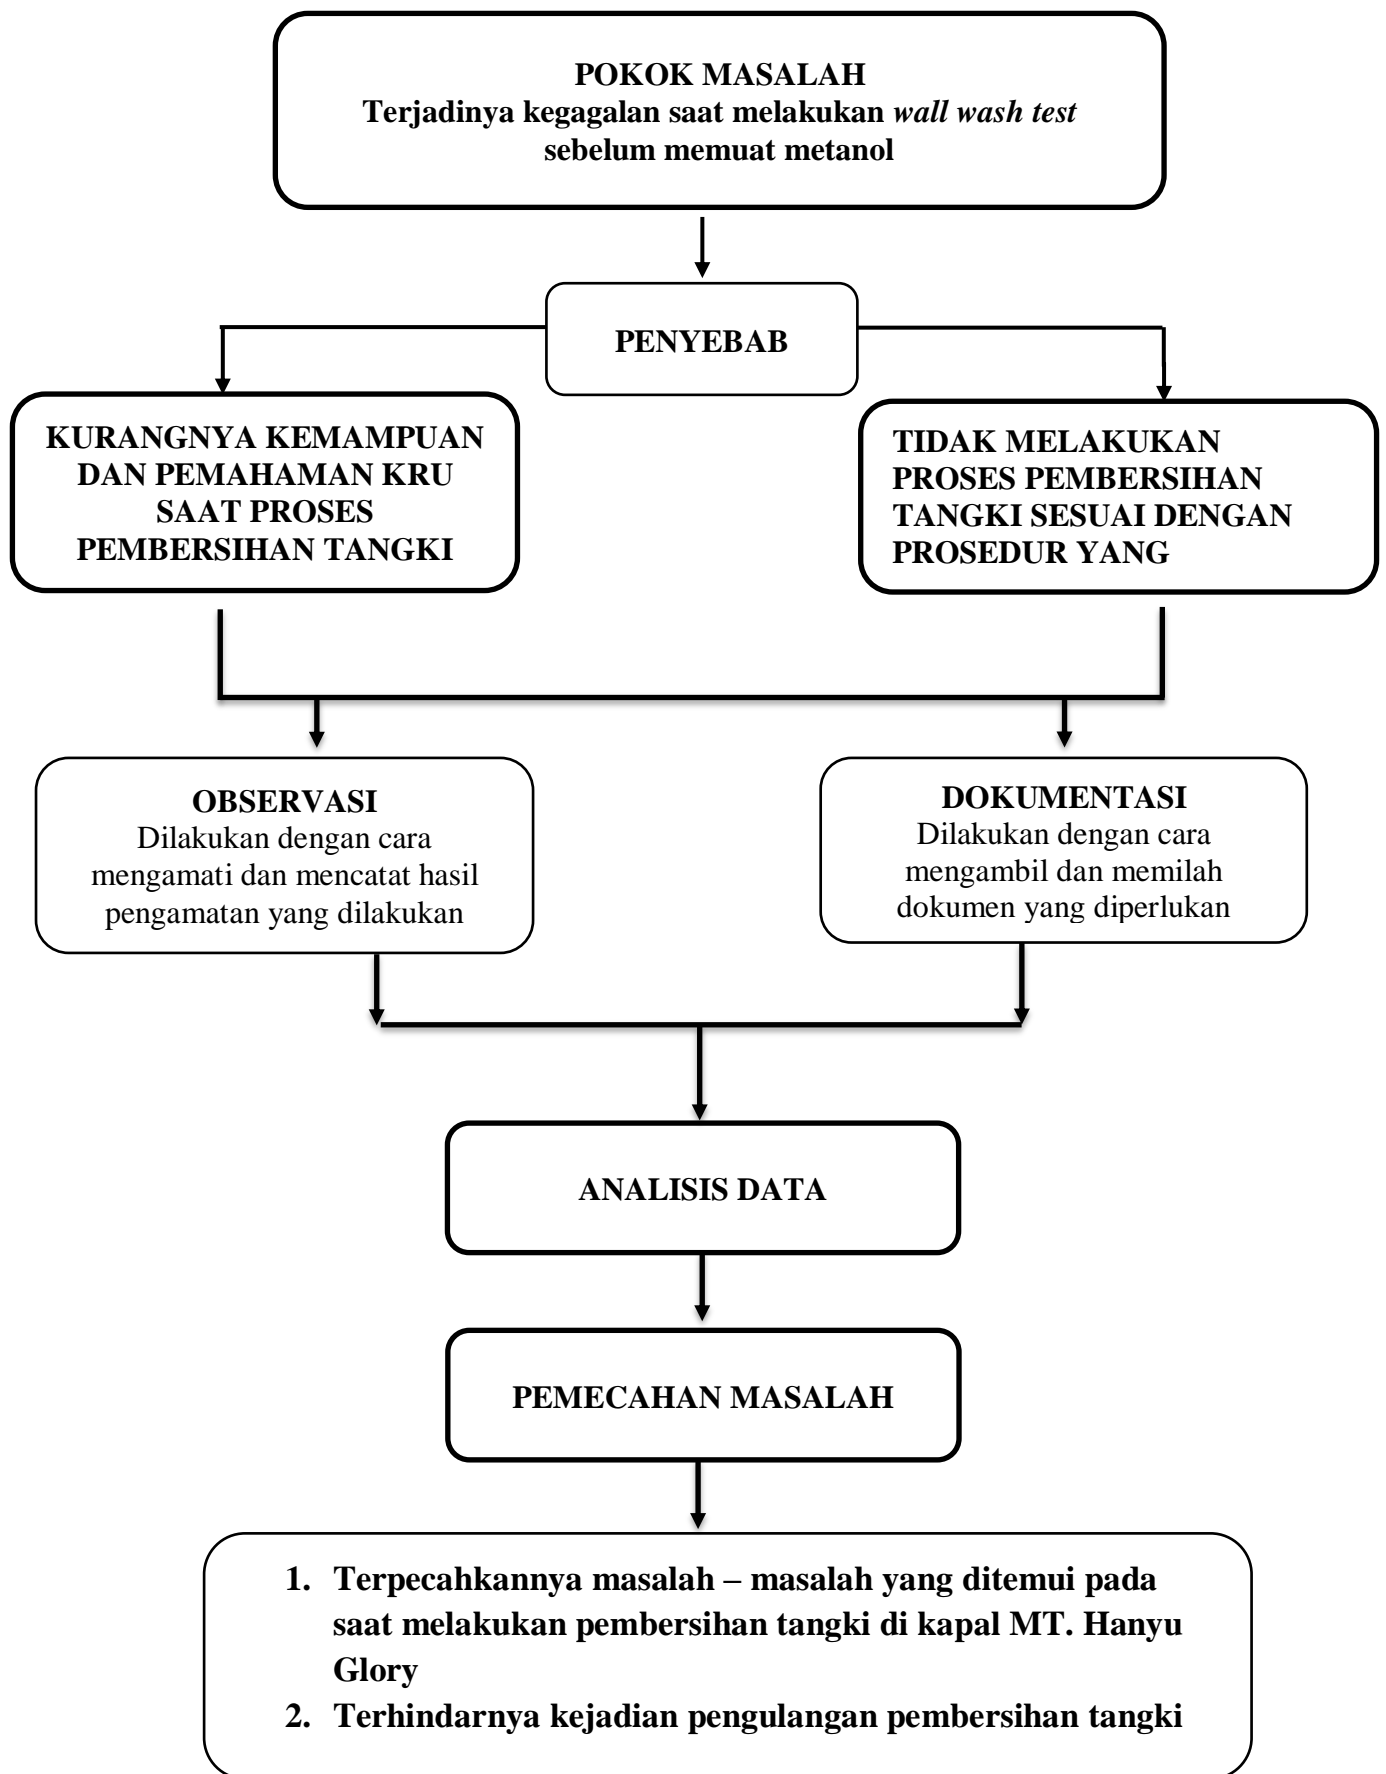 POKOK MASALAH
Terjadinya kegagalan saat melakukan wall wash test
sebelum memuat metanol
PENYEBAB
KURANGNYA KEMAMPUAN
DAN PEMAHAMAN KRU
SAAT PROSES
PEMBERSIHAN TANGKI
TIDAK MELAKUKAN
PROSES PEMBERSIHAN
TANGKI SESUAI DENGAN
PROSEDUR YANG
OBSERVASI
Dilakukan dengan cara
mengamati dan mencatat hasil
pengamatan yang dilakukan
DOKUMENTASI
Dilakukan dengan cara
mengambil dan memilah
dokumen yang diperlukan
ANALISIS DATA
PEMECAHAN MASALAH
1. Terpecahkannya masalah – masalah yang ditemui pada
saat melakukan pembersihan tangki di kapal MT. Hanyu
Glory
2. Terhindarnya kejadian pengulangan pembersihan tangki